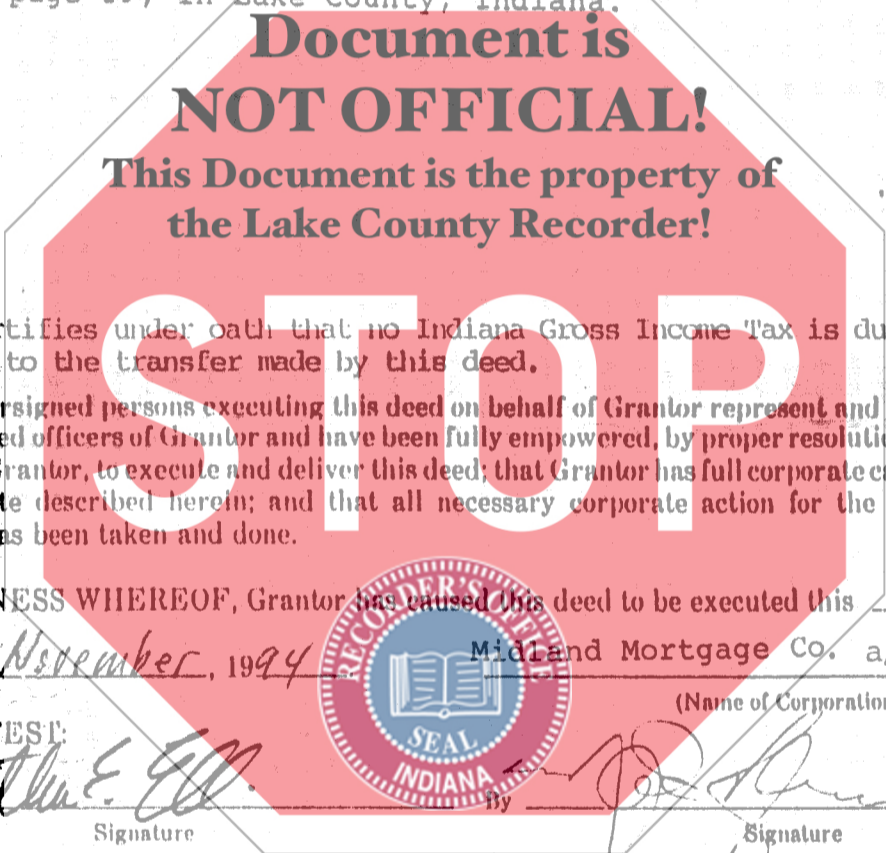 page 19, in Lake County, Indiana.
Document is
NOT OFFICIAL!
This Document is the property of
the Lake County Recorder!
STOP
tifies under oath that no Indiana Gross Income Tax is du
to the transfer made by this deed.
rsigned persons executing this deed on behalf of Grantor represent and
ed officers of Grantor and have been fully empowered, by proper resoluti
rantor, to execute and deliver this deed; that Grantor has full corporate c
te described herein; and that all necessary corporate action for the
as been taken and done.
NESS WHEREOF, Grantor has caused this deed to be executed this
November, 1994 Midland Mortgage Co. a
(Name of Corporation
RECORDER'S OFFICE
SEAL
INDIANA
EST:
By
Signature Signature